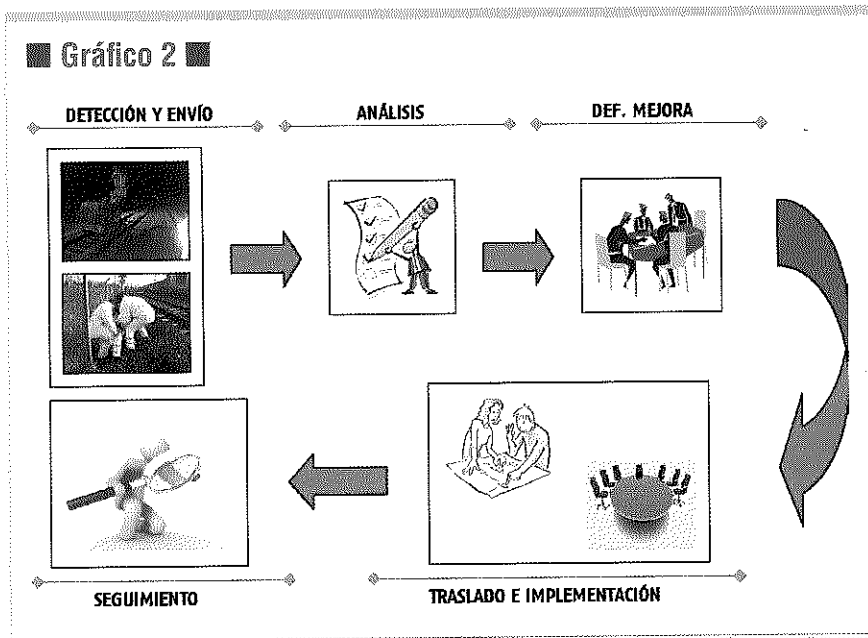 Gráfico 2
DETECCIÓN Y ENVÍO
ANÁLISIS
DEF. MEJORA
SEGUIMIENTO
TRASLADO E IMPLEMENTACIÓN